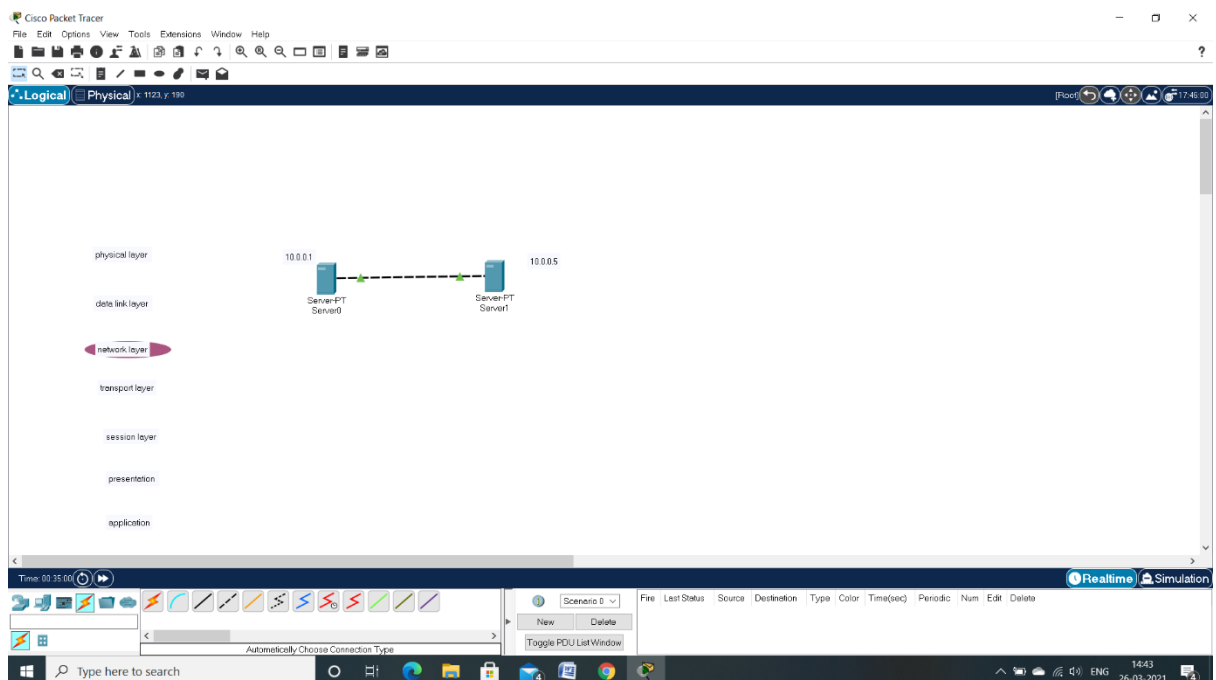 Cisco Packet Tracer
File Edit Options View Tools Extensions Window Help
?
Logical Physical x: 1123, y: 190 [Root] 17:46:00
physical layer
10.0.0.1
10.0.0.5
data link layer
Server-PT
Server0
Server-PT
Server1
network layer
transport layer
session layer
presentation
application
Time: 00:35:00 Realtime Simulation
Scenario 0 Fire Last Status Source Destination Type Color Time(sec) Periodic Num Edit Delete
New Delete
Toggle PDU List Window
Automatically Choose Connection Type
Type here to search
ENG 14:43
26-03-2021